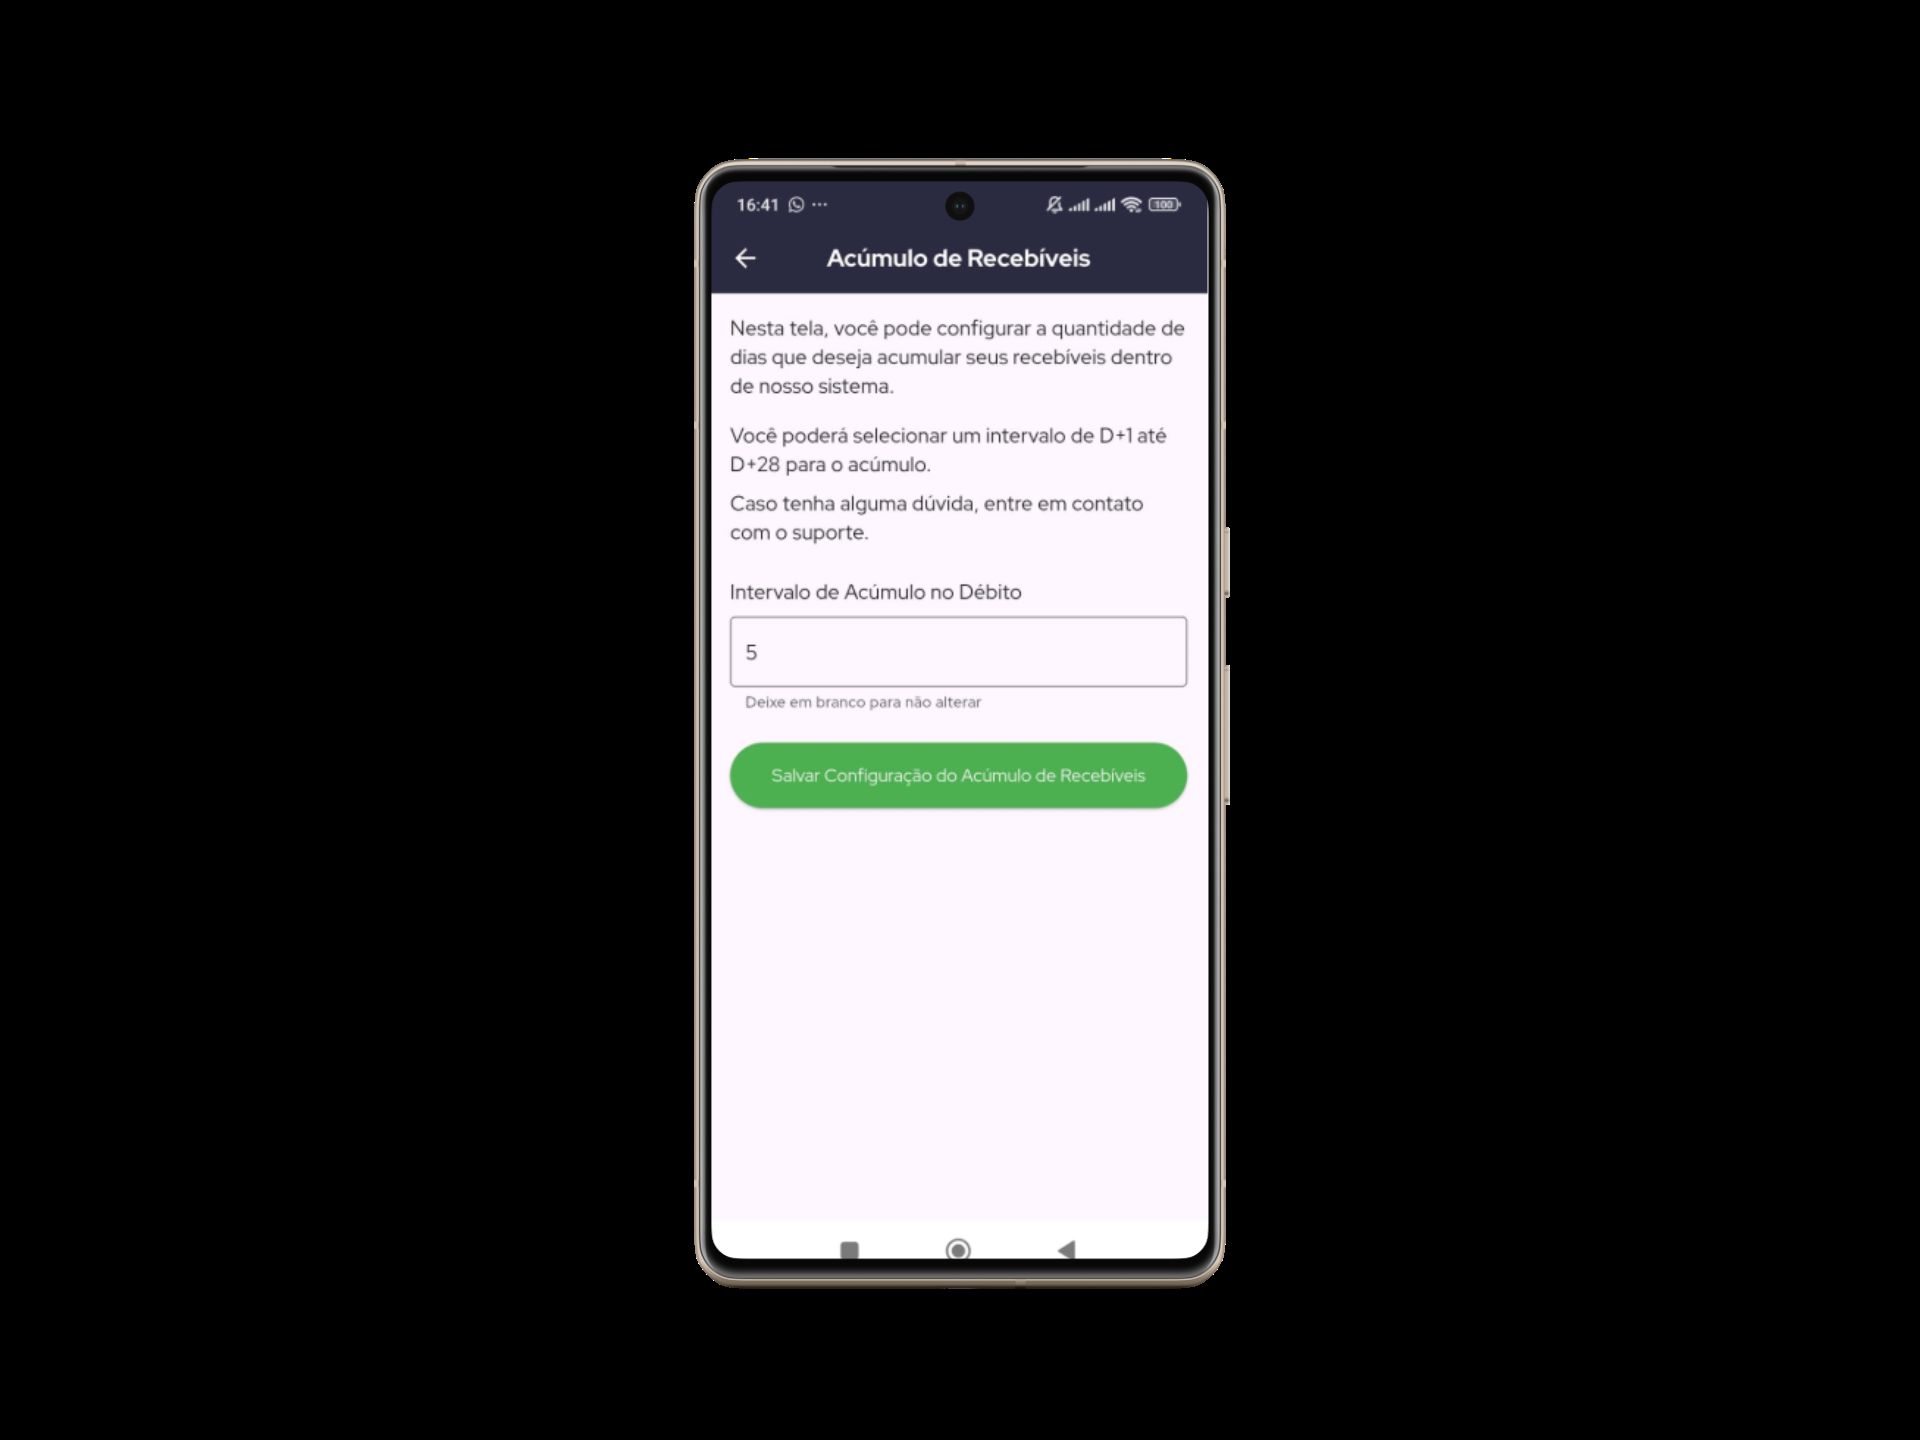 16:41
100
Acúmulo de Recebíveis
Nesta tela, você pode configurar a quantidade de
dias que deseja acumular seus recebíveis dentro
de nosso sistema.
Você poderá selecionar um intervalo de D+1 até
D+28 para o acúmulo.
Caso tenha alguma dúvida, entre em contato
com o suporte.
Intervalo de Acúmulo no Débito
5
Deixe em branco para não alterar
Salvar Configuração do Acúmulo de Recebíveis